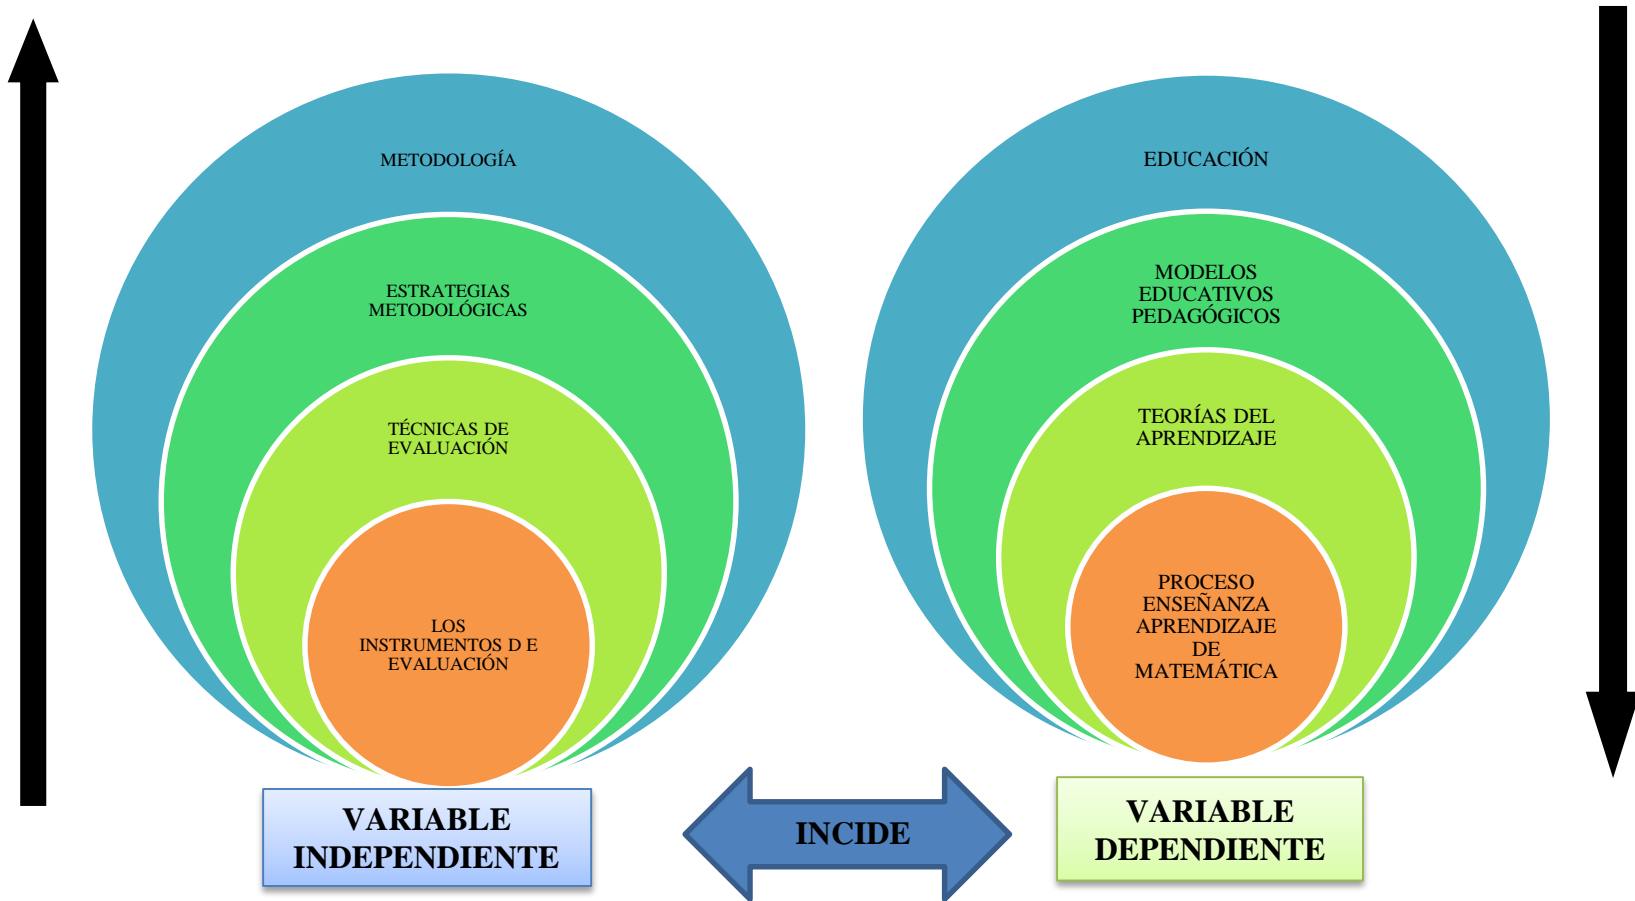 METODOLOGÍA
ESTRATEGIAS
METODOLÓGICAS
TÉCNICAS DE
EVALUACIÓN
LOS
INSTRUMENTOS D E
EVALUACIÓN
VARIABLE
INDEPENDIENTE
INCIDE
EDUCACIÓN
MODELOS
EDUCATIVOS
PEDAGÓGICOS
TEORÍAS DEL
APRENDIZAJE
PROCESO
ENSEÑANZA
APRENDIZAJE
DE
MATEMÁTICA
VARIABLE
DEPENDIENTE